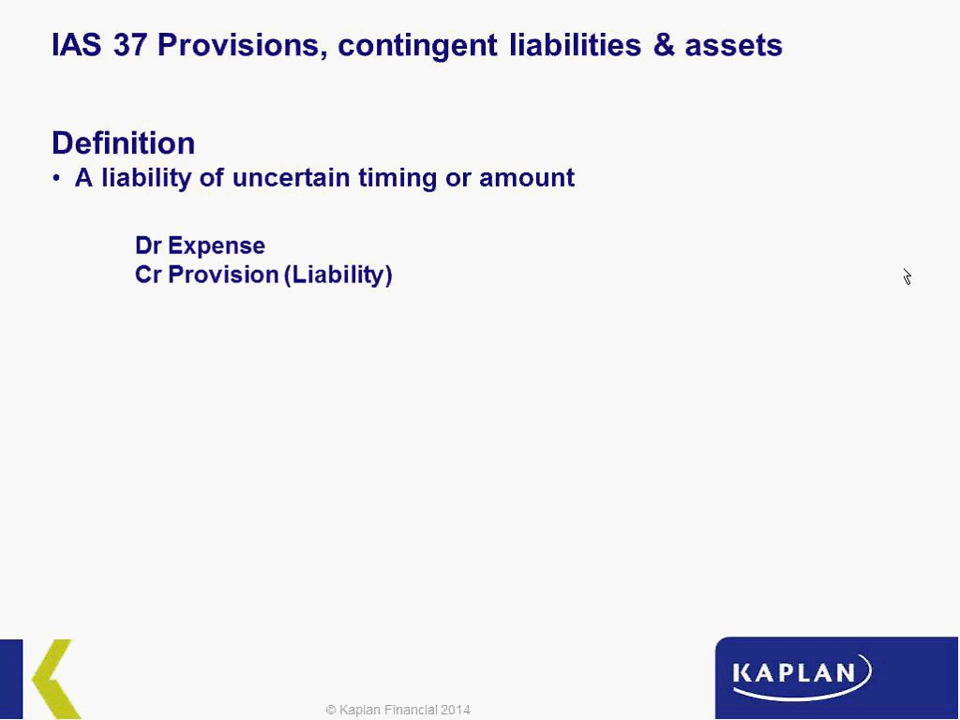 IAS 37 Provisions, contingent liabilities & assets
Definition
• A liability of uncertain timing or amount
Dr Expense
Cr Provision (Liability)
KAPLAN
© Kaplan Financial 2014